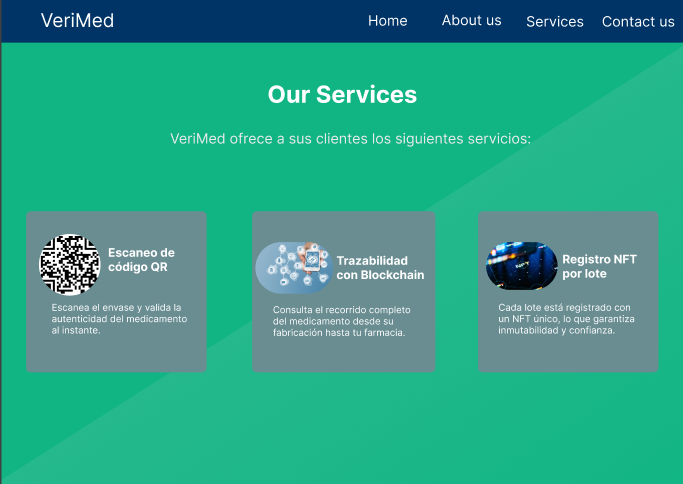 VeriMed
Home
About us
Services
Contact us
Our Services
VeriMed ofrece a sus clientes los siguientes servicios:
Escaneo de
código QR
Escanea el envase y valida la
autenticidad del medicamento
al instante.
Trazabilidad
con Blockchain
Consulta el recorrido completo
del medicamento desde su
fabricación hasta tu farmacia.
NFT
Registro NFT
por lote
Cada lote está registrado con
un NFT único, lo que garantiza
inmutabilidad y confianza.